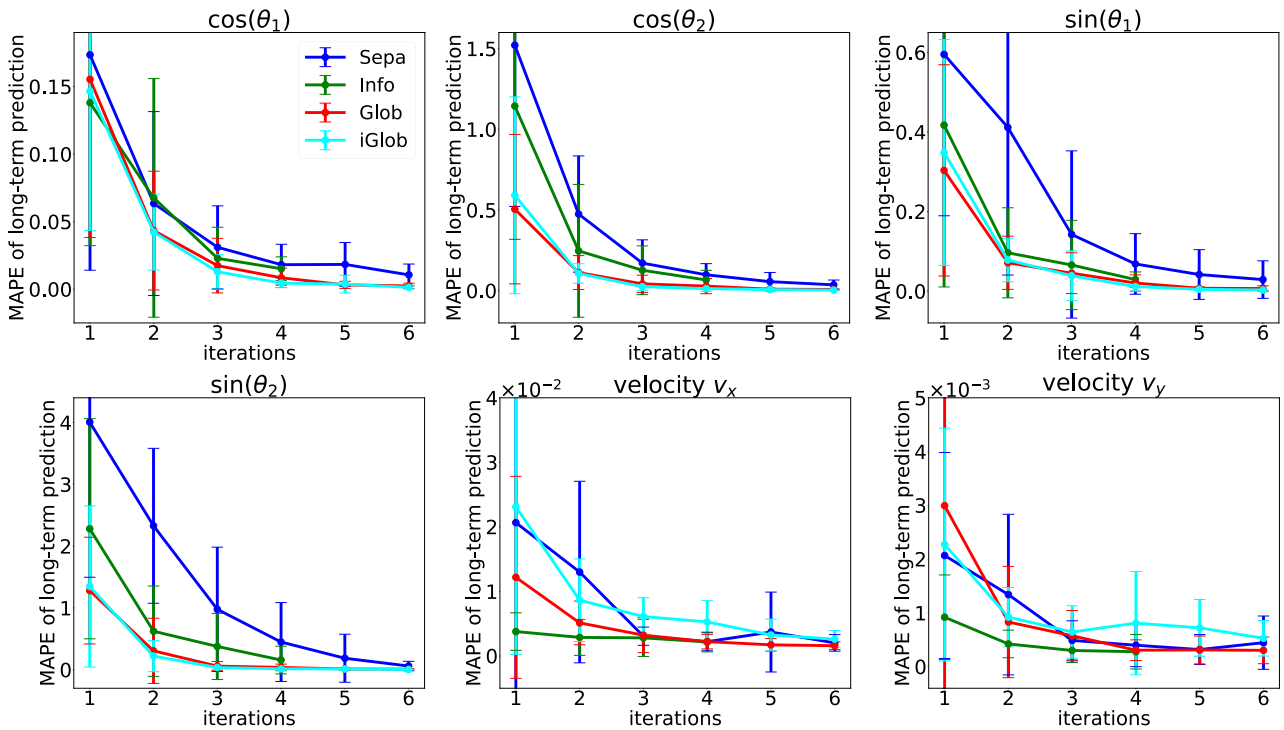 cos(θ1)
MAPE of long-term prediction
0.15
0.10
0.05
0.00
Sepa
Info
Glob
iGlob
1 2 3 4 5 6
iterations
cos(θ2)
MAPE of long-term prediction
1.5
1.0
0.5
0.0
1 2 3 4 5 6
iterations
sin(θ1)
MAPE of long-term prediction
0.6
0.4
0.2
0.0
1 2 3 4 5 6
iterations
sin(θ2)
MAPE of long-term prediction
4
3
2
1
0
1 2 3 4 5 6
iterations
velocity vx
×10−2
MAPE of long-term prediction
4
2
0
1 2 3 4 5 6
iterations
velocity vy
×10−3
MAPE of long-term prediction
5
4
3
2
1
0
1 2 3 4 5 6
iterations